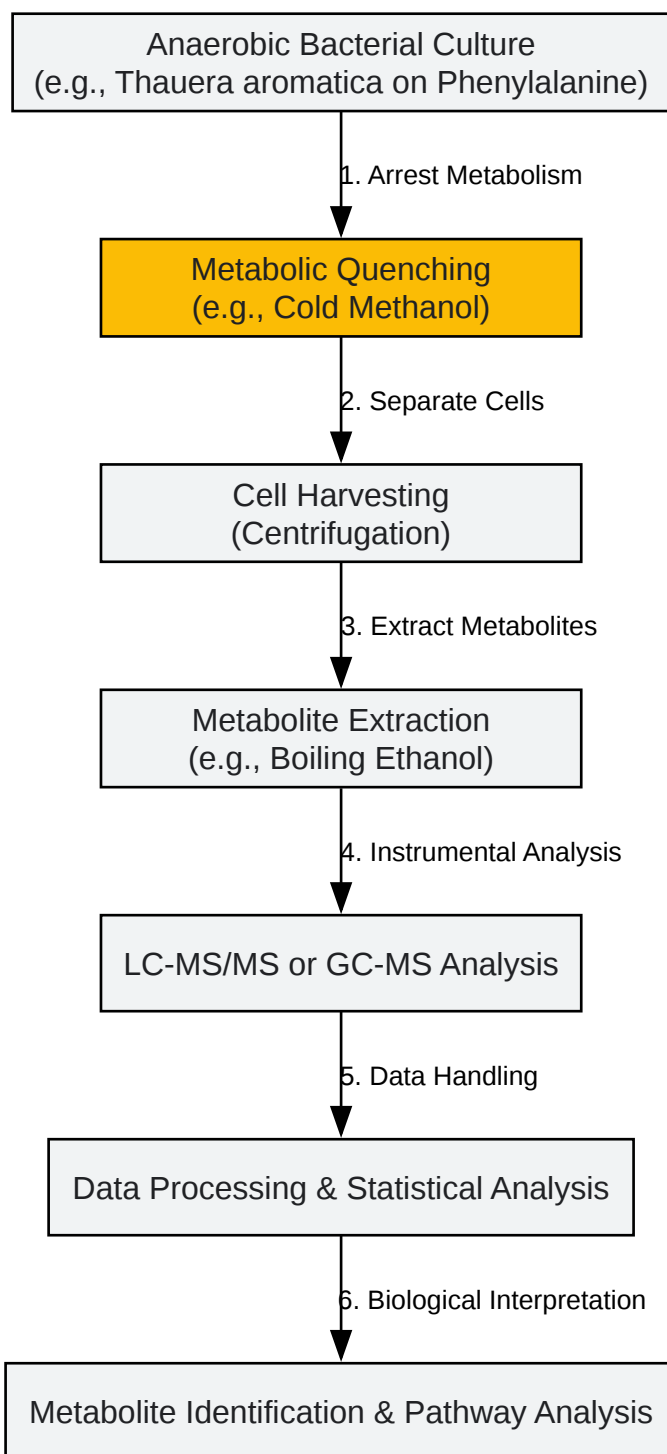 Anaerobic Bacterial Culture
(e.g., Thauera aromatica on Phenylalanine)
1. Arrest Metabolism
Metabolic Quenching
(e.g., Cold Methanol)
2. Separate Cells
Cell Harvesting
(Centrifugation)
3. Extract Metabolites
Metabolite Extraction
(e.g., Boiling Ethanol)
4. Instrumental Analysis
LC-MS/MS or GC-MS Analysis
5. Data Handling
Data Processing & Statistical Analysis
6. Biological Interpretation
Metabolite Identification & Pathway Analysis